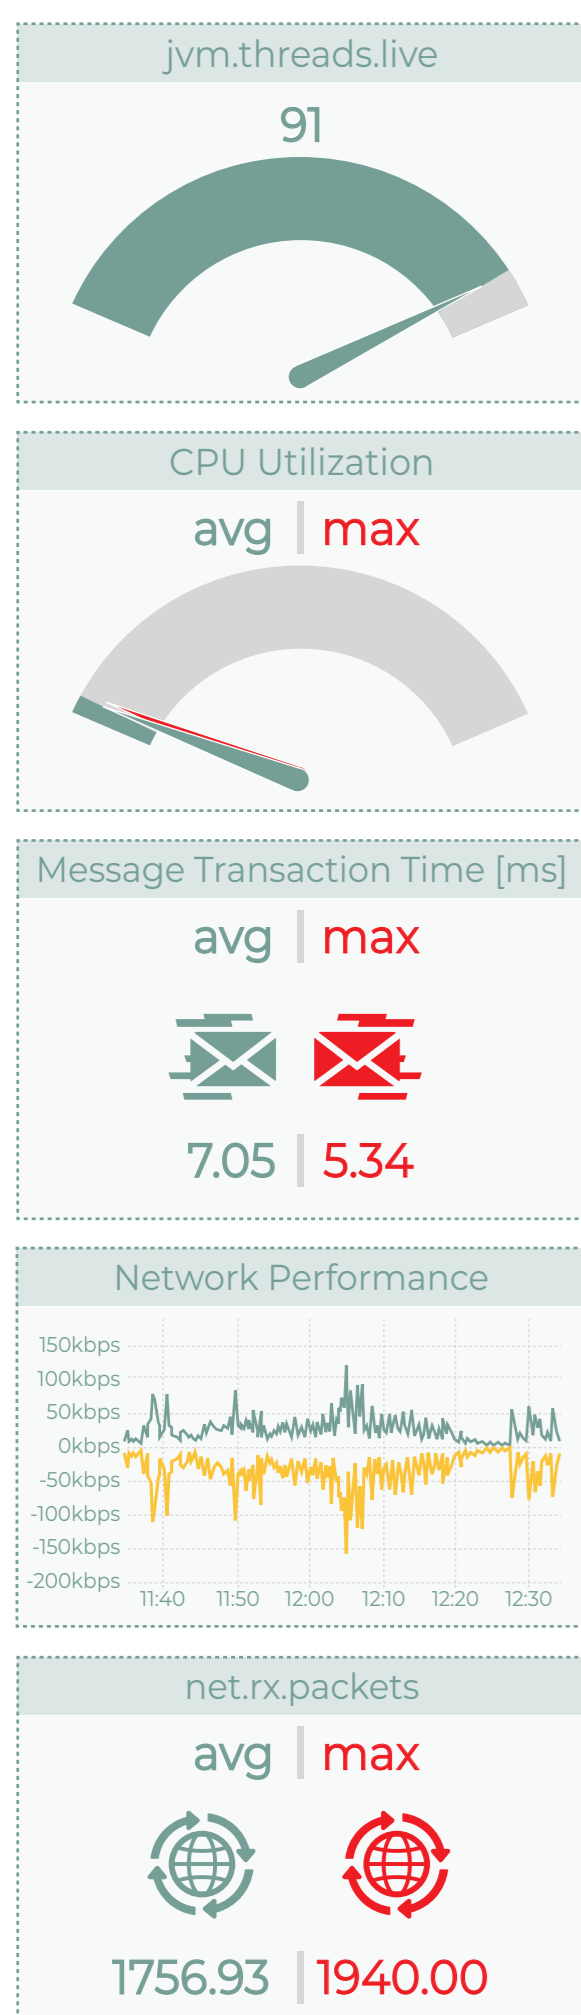 jvm.threads.live
91
CPU Utilization
avg | max
Message Transaction Time [ms]
avg | max
7.05 | 5.34
Network Performance
150kbps
100kbps
50kbps
0kbps
-50kbps
-100kbps
-150kbps
-200kbps
11:40 11:50 12:00 12:10 12:20 12:30
net.rx.packets
avg | max
1756.93 | 1940.00